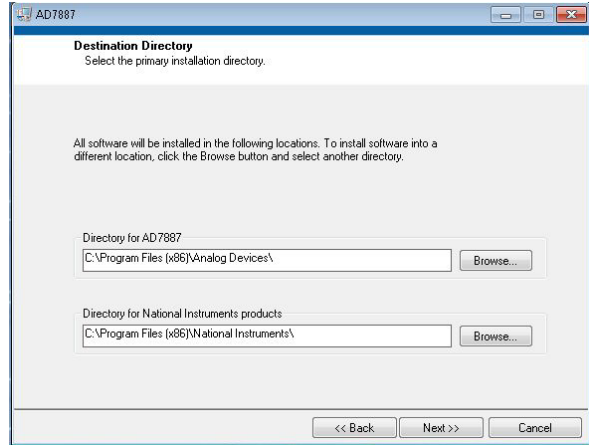 AD7887
Destination Directory
Select the primary installation directory.
All software will be installed in the following locations. To install software into a
different location, click the Browse button and select another directory.
Directory for AD7887
C:\Program Files (x86)\Analog Devices\
Browse...
Directory for National Instruments products
C:\Program Files (x86)\National Instruments\
Browse...
<< Back
Next >>
Cancel